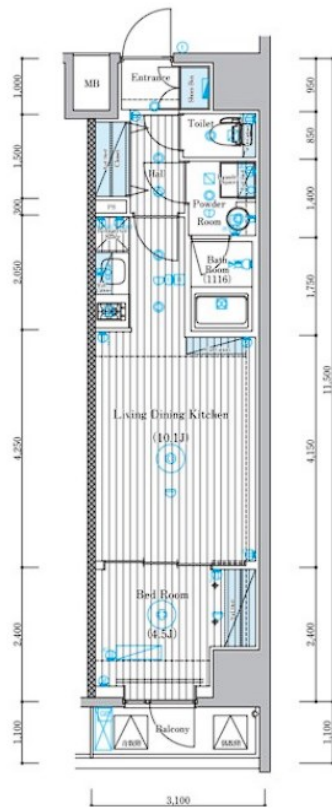 Entrance
Shoes Box
MB
Toilet
Hall
PS
Powder
Room
Bath
Room
(1116)
Living Dining Kitchen
(10.1J)
Bed Room
(4.5J)
Balcony
1,000
1,500
300
2,050
4,250
2,400
1,100
950
850
1,400
1,750
4,150
2,400
1,100
11,500
3,100